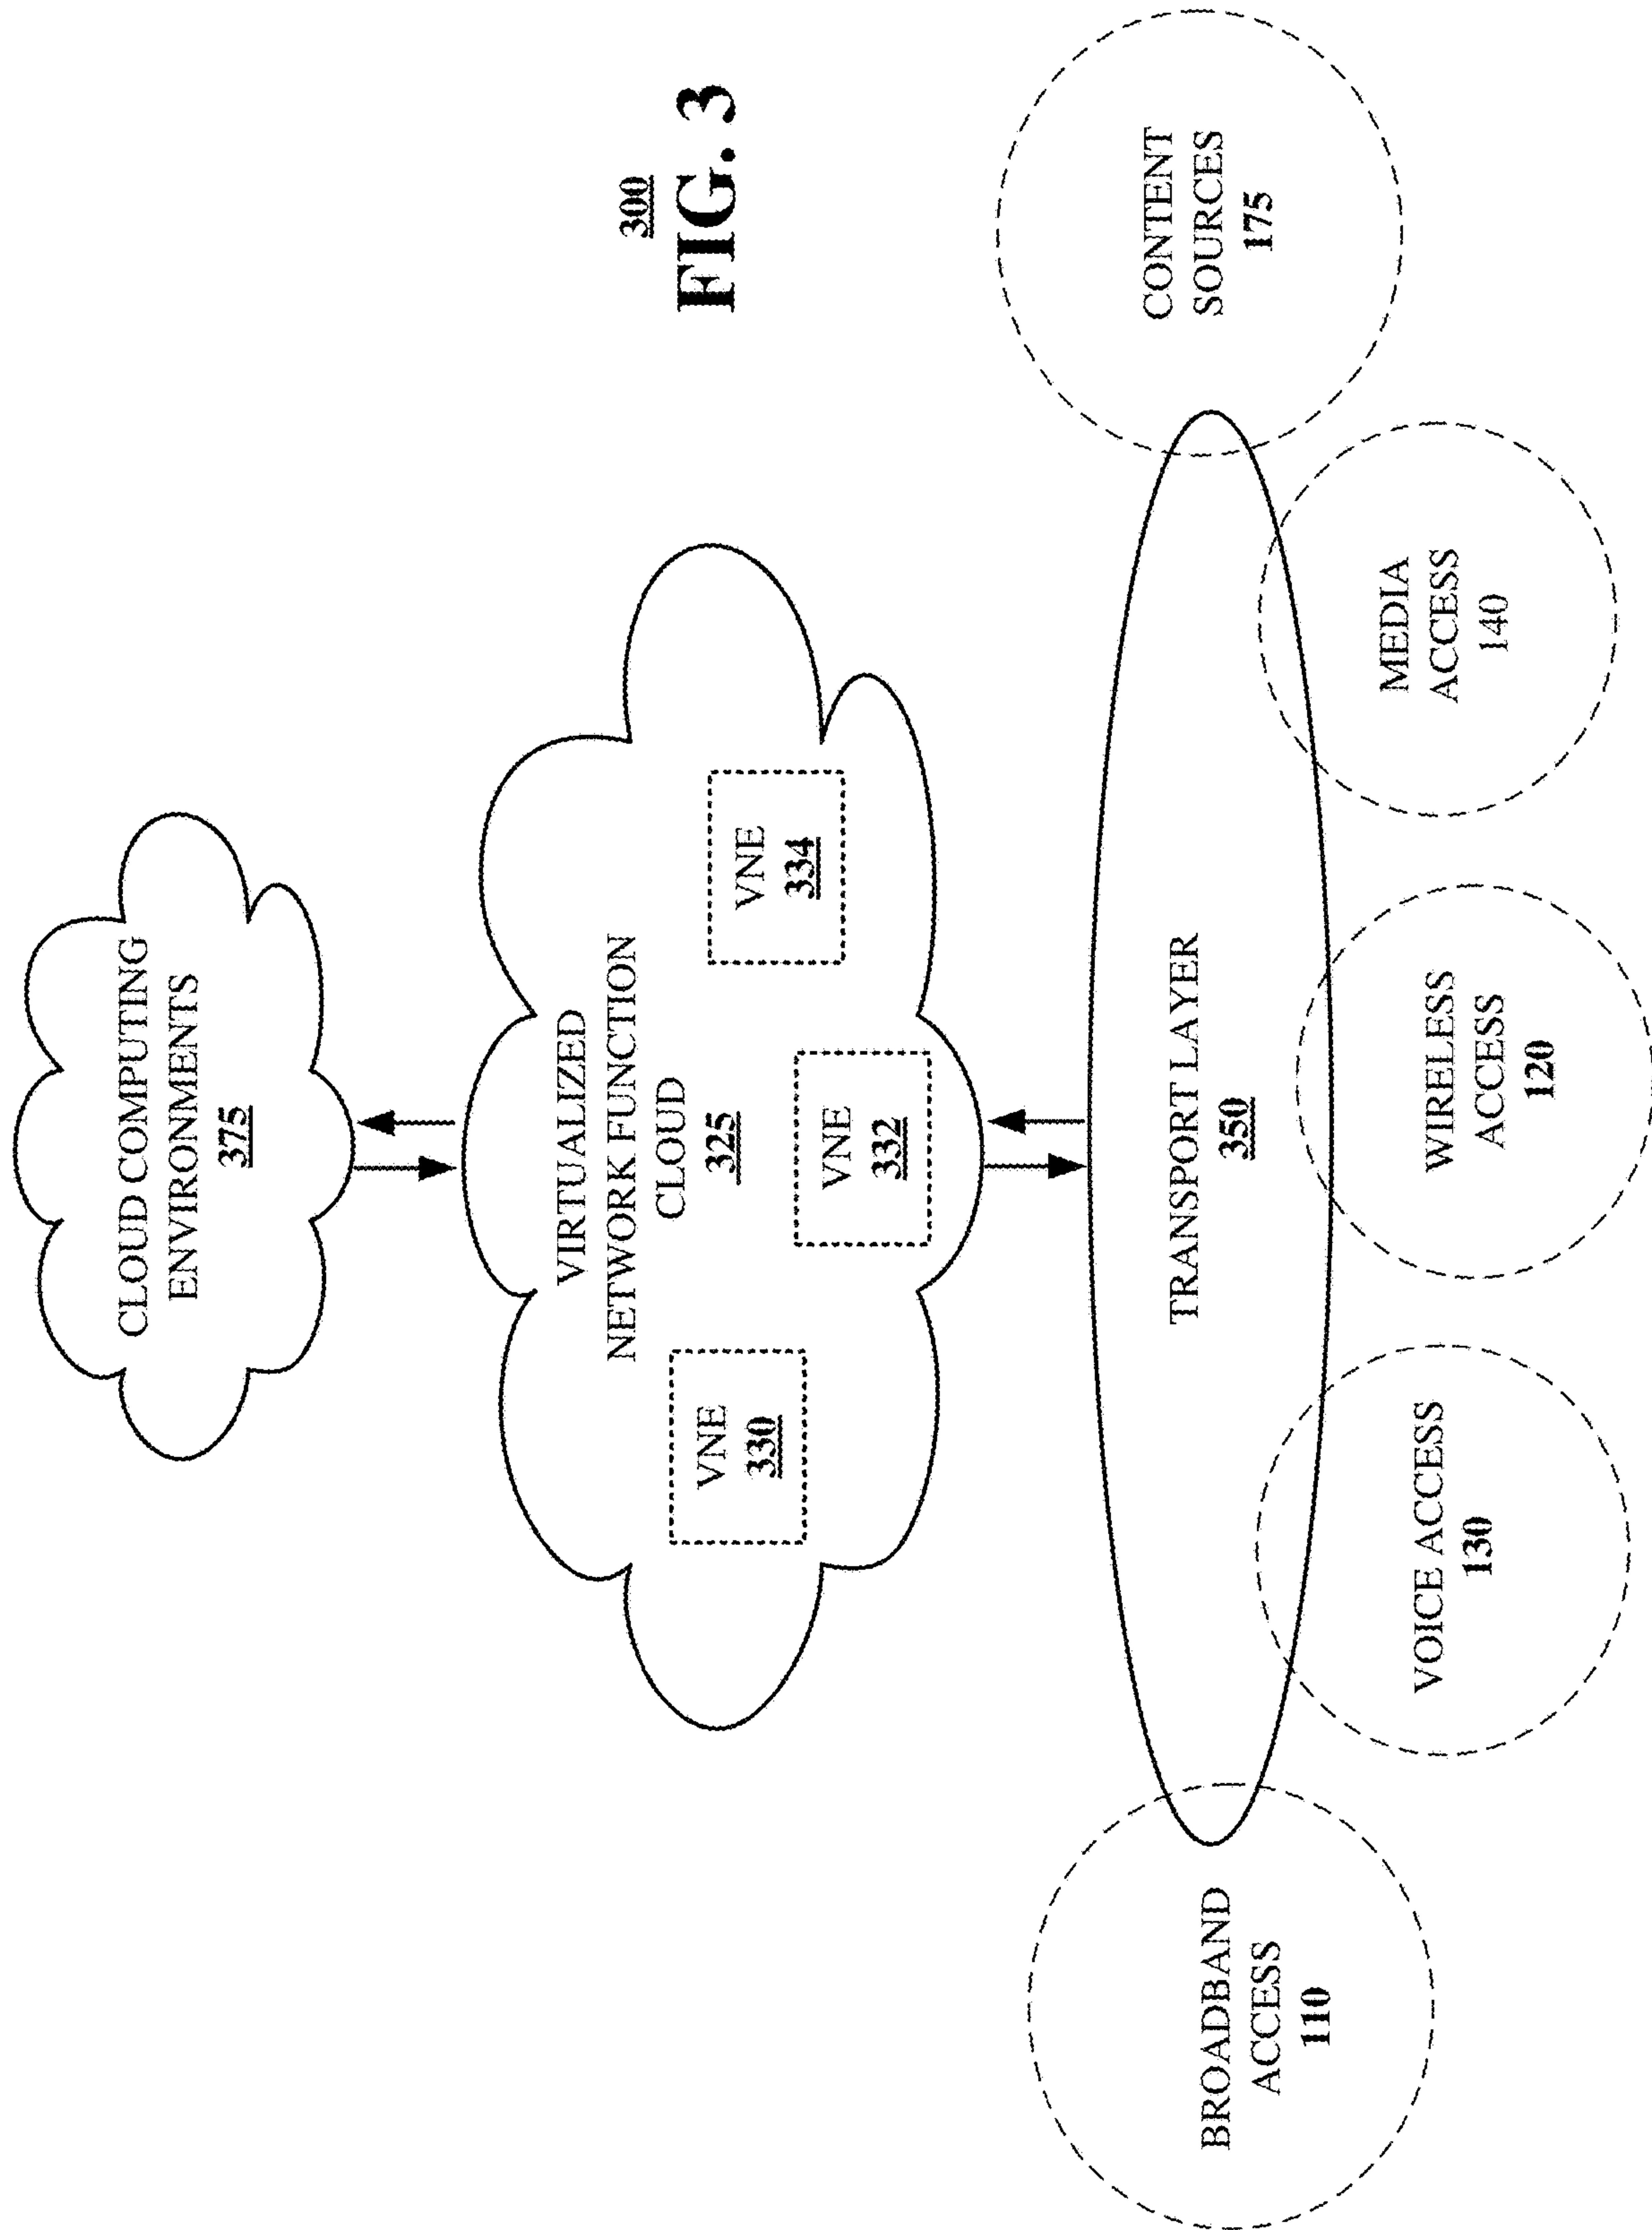 CLOUD COMPUTING
ENVIRONMENTS
375
VIRTUALIZED
NETWORK FUNCTION
CLOUD
325
VNE
330
VNE
332
VNE
334
300
FIG. 3
TRANSPORT LAYER
350
BROADBAND
ACCESS
110
VOICE ACCESS
130
WIRELESS
ACCESS
120
MEDIA
ACCESS
140
CONTENT
SOURCES
175